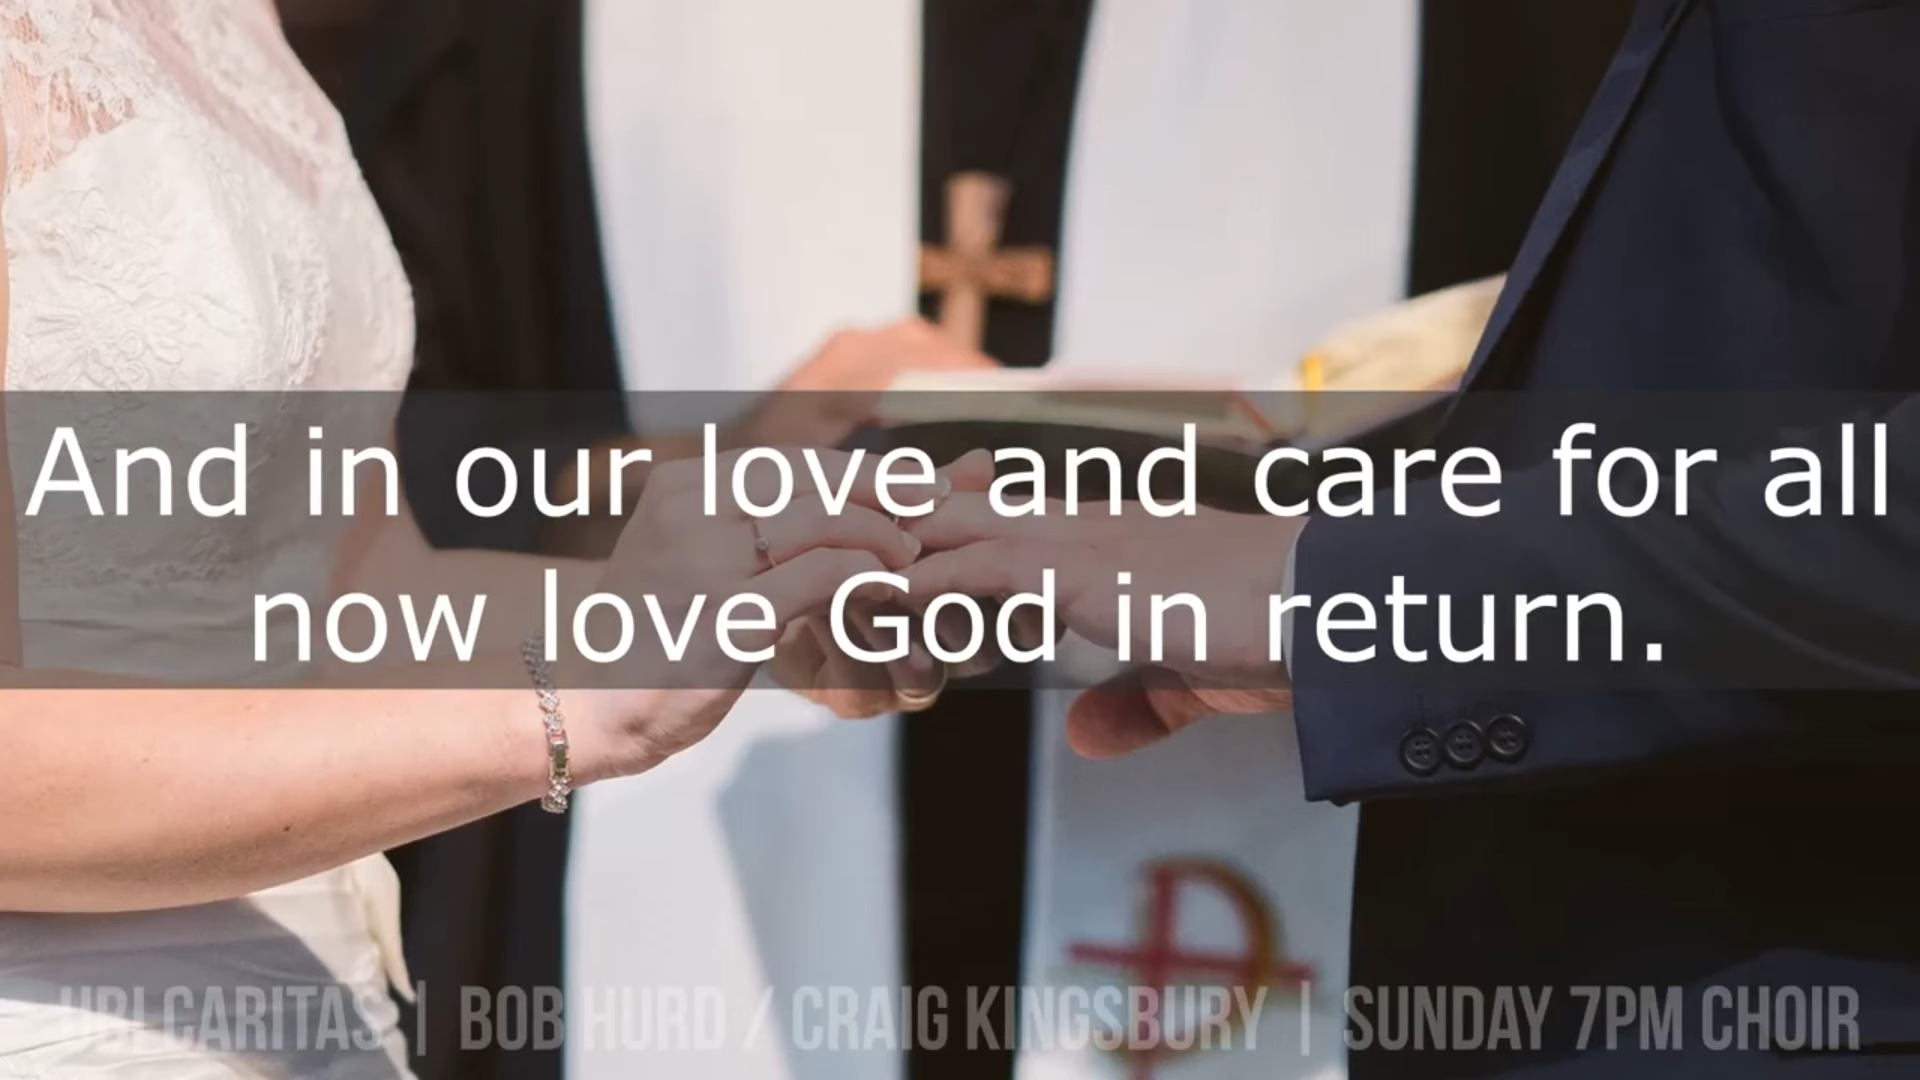 And in our love and care for all
now love God in return.
UBI CARITAS | BOB HURD / CRAIG KINGSBURY | SUNDAY 7PM CHOIR